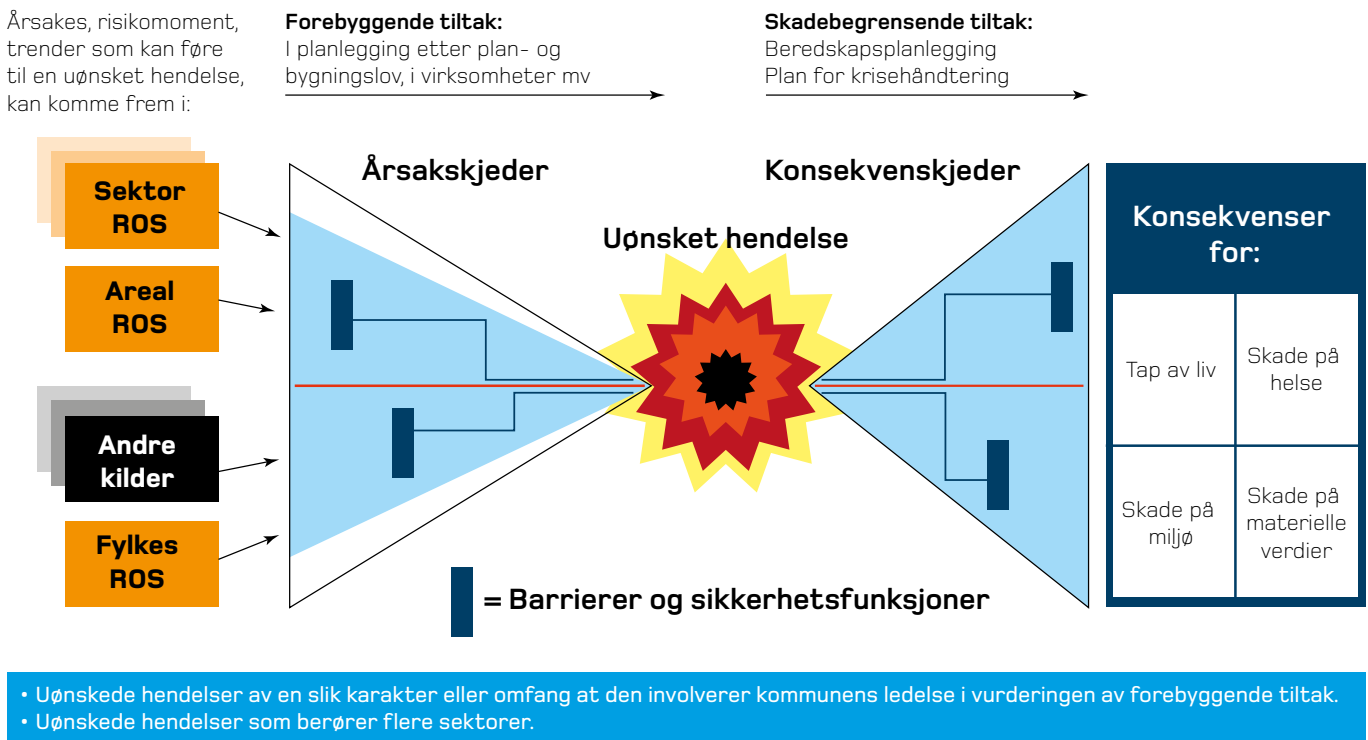 Årsakes, risikomoment,
trender som kan føre
til en uønsket hendelse,
kan komme frem i:
Forebyggende tiltak:
I planlegging etter plan- og
bygningslov, i virksomheter mv
Skadebegrensende tiltak:
Beredskapsplanlegging
Plan for krisehåndtering
Sektor
ROS
Areal
ROS
Andre
kilder
Fylkes
ROS
Årsakskjeder
Uønsket hendelse
Konsekvenskjeder
Konsekvenser
for:
Tap av liv
Skade på
helse
Skade på
miljø
Skade på
materielle
verdier
= Barrierer og sikkerhetsfunksjoner
• Uønskede hendelser av en slik karakter eller omfang at den involverer kommunens ledelse i vurderingen av forebyggende tiltak.
• Uønskede hendelser som berører flere sektorer.